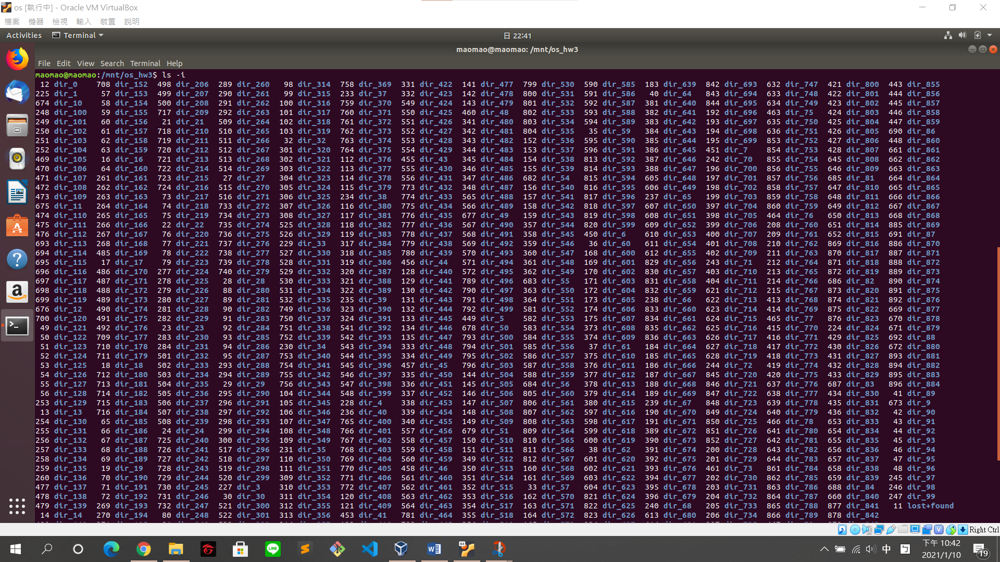 os [執行中] - Oracle VM VirtualBox
檔案 機器 檢視 輸入 裝置 說明
Activities Terminal 日 22:41
maomao@maomao: /mnt/os_hw3
File Edit View Search Terminal Help
maomao@maomao:/mnt/os_hw3$ ls -i
12 dir_0 708 dir_152 498 dir_206 289 dir_260 98 dir_314 758 dir_369 331 dir_422 141 dir_477 799 dir_530 590 dir_585 183 dir_639 842 dir_693 632 dir_747 421 dir_800 443 dir_855
225 dir_1 57 dir_153 499 dir_207 290 dir_261 99 dir_315 233 dir_37 332 dir_423 142 dir_478 800 dir_531 591 dir_586 40 dir_64 843 dir_694 633 dir_748 422 dir_801 444 dir_856
674 dir_10 58 dir_154 500 dir_208 291 dir_262 100 dir_316 759 dir_370 549 dir_424 143 dir_479 801 dir_532 592 dir_587 381 dir_640 844 dir_695 634 dir_749 423 dir_802 445 dir_857
248 dir_100 59 dir_155 717 dir_209 292 dir_263 101 dir_317 760 dir_371 550 dir_425 460 dir_48 802 dir_533 593 dir_588 382 dir_641 192 dir_696 463 dir_75 424 dir_803 446 dir_858
249 dir_101 60 dir_156 21 dir_21 509 dir_264 102 dir_318 761 dir_372 551 dir_426 341 dir_480 803 dir_534 594 dir_589 383 dir_642 193 dir_697 635 dir_750 425 dir_804 447 dir_859
250 dir_102 61 dir_157 718 dir_210 510 dir_265 103 dir_319 762 dir_373 552 dir_427 342 dir_481 804 dir_535 35 dir_59 384 dir_643 194 dir_698 636 dir_751 426 dir_805 690 dir_86
251 dir_103 62 dir_158 719 dir_211 511 dir_266 32 dir_32 763 dir_374 553 dir_428 343 dir_482 152 dir_536 595 dir_590 385 dir_644 195 dir_699 853 dir_752 427 dir_806 448 dir_860
252 dir_104 63 dir_159 720 dir_212 512 dir_267 301 dir_320 764 dir_375 554 dir_429 344 dir_483 153 dir_537 596 dir_591 386 dir_645 451 dir_7 854 dir_753 428 dir_807 661 dir_861
469 dir_105 16 dir_16 721 dir_213 513 dir_268 302 dir_321 112 dir_376 455 dir_43 345 dir_484 154 dir_538 813 dir_592 387 dir_646 242 dir_70 855 dir_754 645 dir_808 662 dir_862
470 dir_106 64 dir_160 722 dir_214 514 dir_269 303 dir_322 113 dir_377 555 dir_430 346 dir_485 155 dir_539 814 dir_593 388 dir_647 196 dir_700 856 dir_755 646 dir_809 663 dir_863
471 dir_107 261 dir_161 723 dir_215 27 dir_27 304 dir_323 114 dir_378 556 dir_431 347 dir_486 682 dir_54 815 dir_594 605 dir_648 197 dir_701 857 dir_756 685 dir_81 664 dir_864
472 dir_108 262 dir_162 724 dir_216 515 dir_270 305 dir_324 115 dir_379 773 dir_432 348 dir_487 156 dir_540 816 dir_595 606 dir_649 198 dir_702 858 dir_757 647 dir_810 665 dir_865
473 dir_109 263 dir_163 73 dir_217 516 dir_271 306 dir_325 234 dir_38 774 dir_433 565 dir_488 157 dir_541 817 dir_596 237 dir_65 199 dir_703 859 dir_758 648 dir_811 666 dir_866
675 dir_11 264 dir_164 74 dir_218 733 dir_272 307 dir_326 116 dir_380 775 dir_434 566 dir_489 158 dir_542 818 dir_597 607 dir_650 397 dir_704 860 dir_759 649 dir_812 667 dir_867
474 dir_110 265 dir_165 75 dir_219 734 dir_273 308 dir_327 117 dir_381 776 dir_435 677 dir_49 159 dir_543 819 dir_598 608 dir_651 398 dir_705 464 dir_76 650 dir_813 668 dir_868
475 dir_111 266 dir_166 22 dir_22 735 dir_274 525 dir_328 118 dir_382 777 dir_436 567 dir_490 357 dir_544 820 dir_599 609 dir_652 399 dir_706 208 dir_760 651 dir_814 885 dir_869
476 dir_112 267 dir_167 76 dir_220 736 dir_275 526 dir_329 119 dir_383 778 dir_437 568 dir_491 358 dir_545 450 dir_6 610 dir_653 400 dir_707 209 dir_761 652 dir_815 691 dir_87
693 dir_113 268 dir_168 77 dir_221 737 dir_276 229 dir_33 317 dir_384 779 dir_438 569 dir_492 359 dir_546 36 dir_60 611 dir_654 401 dir_708 210 dir_762 869 dir_816 886 dir_870
694 dir_114 485 dir_169 78 dir_222 738 dir_277 527 dir_330 318 dir_385 780 dir_439 570 dir_493 360 dir_547 168 dir_600 612 dir_655 402 dir_709 211 dir_763 870 dir_817 887 dir_871
695 dir_115 17 dir_17 79 dir_223 739 dir_278 528 dir_331 319 dir_386 456 dir_44 571 dir_494 361 dir_548 169 dir_601 829 dir_656 243 dir_71 212 dir_764 871 dir_818 888 dir_872
696 dir_116 486 dir_170 277 dir_224 740 dir_279 529 dir_332 320 dir_387 128 dir_440 572 dir_495 362 dir_549 170 dir_602 830 dir_657 403 dir_710 213 dir_765 872 dir_819 889 dir_873
697 dir_117 487 dir_171 278 dir_225 28 dir_28 530 dir_333 321 dir_388 129 dir_441 789 dir_496 683 dir_55 171 dir_603 831 dir_658 404 dir_711 214 dir_766 686 dir_82 890 dir_874
698 dir_118 488 dir_172 279 dir_226 88 dir_280 531 dir_334 322 dir_389 130 dir_442 790 dir_497 363 dir_550 172 dir_604 832 dir_659 621 dir_712 215 dir_767 873 dir_820 891 dir_875
699 dir_119 489 dir_173 280 dir_227 89 dir_281 532 dir_335 235 dir_39 131 dir_443 791 dir_498 364 dir_551 173 dir_605 238 dir_66 622 dir_713 413 dir_768 874 dir_821 892 dir_876
676 dir_12 490 dir_174 281 dir_228 90 dir_282 749 dir_336 323 dir_390 132 dir_444 792 dir_499 581 dir_552 174 dir_606 833 dir_660 623 dir_714 414 dir_769 875 dir_822 669 dir_877
700 dir_120 491 dir_175 282 dir_229 91 dir_283 750 dir_337 324 dir_391 133 dir_445 449 dir_5 582 dir_553 175 dir_607 834 dir_661 624 dir_715 465 dir_77 876 dir_823 670 dir_878
49 dir_121 492 dir_176 23 dir_23 92 dir_284 751 dir_338 541 dir_392 134 dir_446 678 dir_50 583 dir_554 373 dir_608 835 dir_662 625 dir_716 415 dir_770 224 dir_824 671 dir_879
50 dir_122 709 dir_177 283 dir_230 93 dir_285 752 dir_339 542 dir_393 135 dir_447 793 dir_500 584 dir_555 374 dir_609 836 dir_663 626 dir_717 416 dir_771 429 dir_825 692 dir_88
51 dir_123 710 dir_178 284 dir_231 94 dir_286 230 dir_34 543 dir_394 333 dir_448 794 dir_501 585 dir_556 37 dir_61 184 dir_664 627 dir_718 417 dir_772 430 dir_826 672 dir_880
52 dir_124 711 dir_179 501 dir_232 95 dir_287 753 dir_340 544 dir_395 334 dir_449 795 dir_502 586 dir_557 375 dir_610 185 dir_665 628 dir_719 418 dir_773 431 dir_827 893 dir_881
53 dir_125 18 dir_18 502 dir_233 293 dir_288 754 dir_341 545 dir_396 457 dir_45 796 dir_503 587 dir_558 376 dir_611 186 dir_666 244 dir_72 419 dir_774 432 dir_828 894 dir_882
54 dir_126 712 dir_180 503 dir_234 294 dir_289 755 dir_342 546 dir_397 335 dir_450 144 dir_504 588 dir_559 377 dir_612 187 dir_667 845 dir_720 420 dir_775 433 dir_829 895 dir_883
55 dir_127 713 dir_181 504 dir_235 29 dir_29 756 dir_343 547 dir_398 336 dir_451 145 dir_505 684 dir_56 378 dir_613 188 dir_668 846 dir_721 637 dir_776 687 dir_83 896 dir_884
56 dir_128 714 dir_182 505 dir_236 295 dir_290 104 dir_344 548 dir_399 337 dir_452 146 dir_506 805 dir_560 379 dir_614 189 dir_669 847 dir_722 638 dir_777 434 dir_830 41 dir_89
253 dir_129 715 dir_183 506 dir_237 296 dir_291 105 dir_345 228 dir_4 338 dir_453 147 dir_507 806 dir_561 380 dir_615 239 dir_67 848 dir_723 639 dir_778 435 dir_831 673 dir_9
13 dir_13 716 dir_184 507 dir_238 297 dir_292 106 dir_346 236 dir_40 339 dir_454 148 dir_508 807 dir_562 597 dir_616 190 dir_670 849 dir_724 640 dir_779 436 dir_832 42 dir_90
254 dir_130 65 dir_185 508 dir_239 298 dir_293 107 dir_347 765 dir_400 340 dir_455 149 dir_509 808 dir_563 598 dir_617 191 dir_671 850 dir_725 466 dir_78 653 dir_833 43 dir_91
255 dir_131 66 dir_186 24 dir_24 299 dir_294 108 dir_348 766 dir_401 557 dir_456 679 dir_51 809 dir_564 599 dir_618 389 dir_672 851 dir_726 641 dir_780 654 dir_834 44 dir_92
256 dir_132 67 dir_187 725 dir_240 300 dir_295 109 dir_349 767 dir_402 558 dir_457 150 dir_510 810 dir_565 600 dir_619 390 dir_673 852 dir_727 642 dir_781 655 dir_835 45 dir_93
257 dir_133 68 dir_188 726 dir_241 517 dir_296 231 dir_35 768 dir_403 559 dir_458 151 dir_511 811 dir_566 38 dir_62 391 dir_674 200 dir_728 643 dir_782 656 dir_836 46 dir_94
258 dir_134 69 dir_189 727 dir_242 518 dir_297 110 dir_350 769 dir_404 560 dir_459 349 dir_512 812 dir_567 601 dir_620 392 dir_675 201 dir_729 644 dir_783 657 dir_837 47 dir_95
259 dir_135 19 dir_19 728 dir_243 519 dir_298 111 dir_351 770 dir_405 458 dir_46 350 dir_513 160 dir_568 602 dir_621 393 dir_676 461 dir_73 861 dir_784 658 dir_838 48 dir_96
260 dir_136 70 dir_190 729 dir_244 520 dir_299 309 dir_352 771 dir_406 561 dir_460 351 dir_514 161 dir_569 603 dir_622 394 dir_677 202 dir_730 862 dir_785 659 dir_839 245 dir_97
477 dir_137 71 dir_191 730 dir_245 227 dir_3 310 dir_353 772 dir_407 562 dir_461 352 dir_515 33 dir_57 604 dir_623 395 dir_678 203 dir_731 863 dir_786 688 dir_84 246 dir_98
478 dir_138 72 dir_192 731 dir_246 30 dir_30 311 dir_354 120 dir_408 563 dir_462 353 dir_516 162 dir_570 821 dir_624 396 dir_679 204 dir_732 864 dir_787 660 dir_840 247 dir_99
479 dir_139 269 dir_193 732 dir_247 521 dir_300 312 dir_355 121 dir_409 564 dir_463 354 dir_517 163 dir_571 822 dir_625 240 dir_68 205 dir_733 865 dir_788 877 dir_841 11 lost+found
14 dir_14 270 dir_194 80 dir_248 522 dir_301 313 dir_356 453 dir_41 781 dir_464 355 dir_518 164 dir_572 823 dir_626 613 dir_680 206 dir_734 866 dir_789 878 dir_842
Right Ctrl
中 下午 10:42
2021/1/10
19